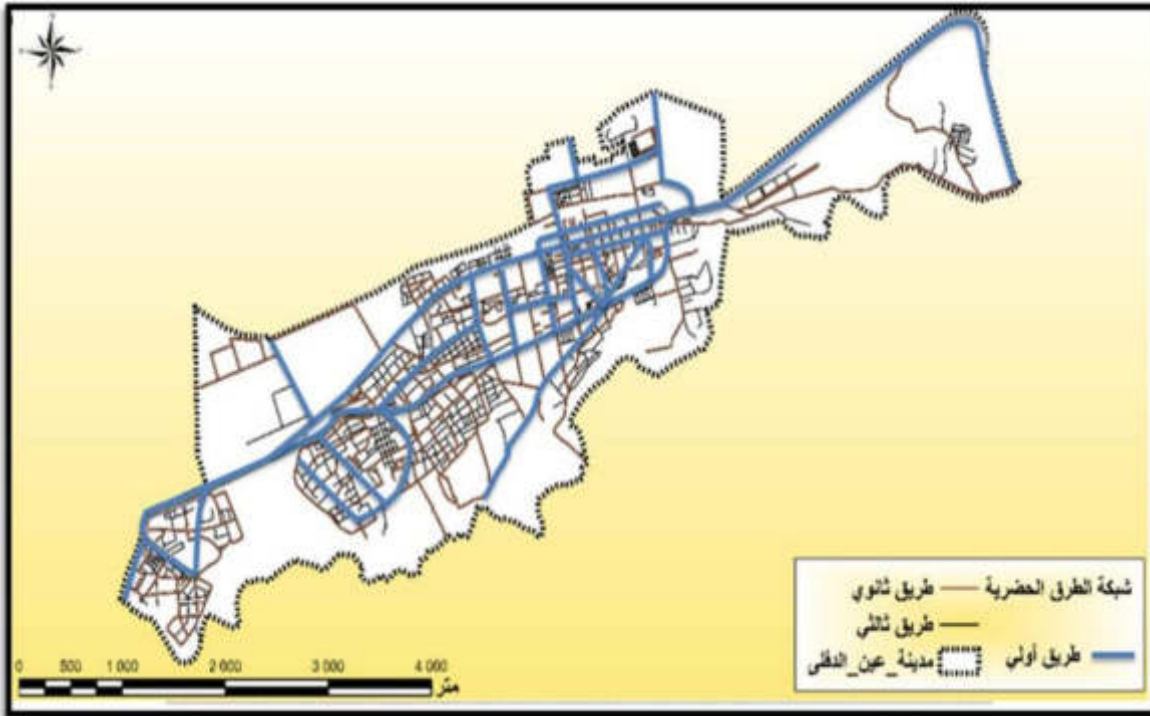 شبكة الطرق الحضرية طريق ثانوي
طريق ثالثي
طريق أولي مدينة_عين_الدفلى
0 500 1 000 2 000 3 000 4 000
متر